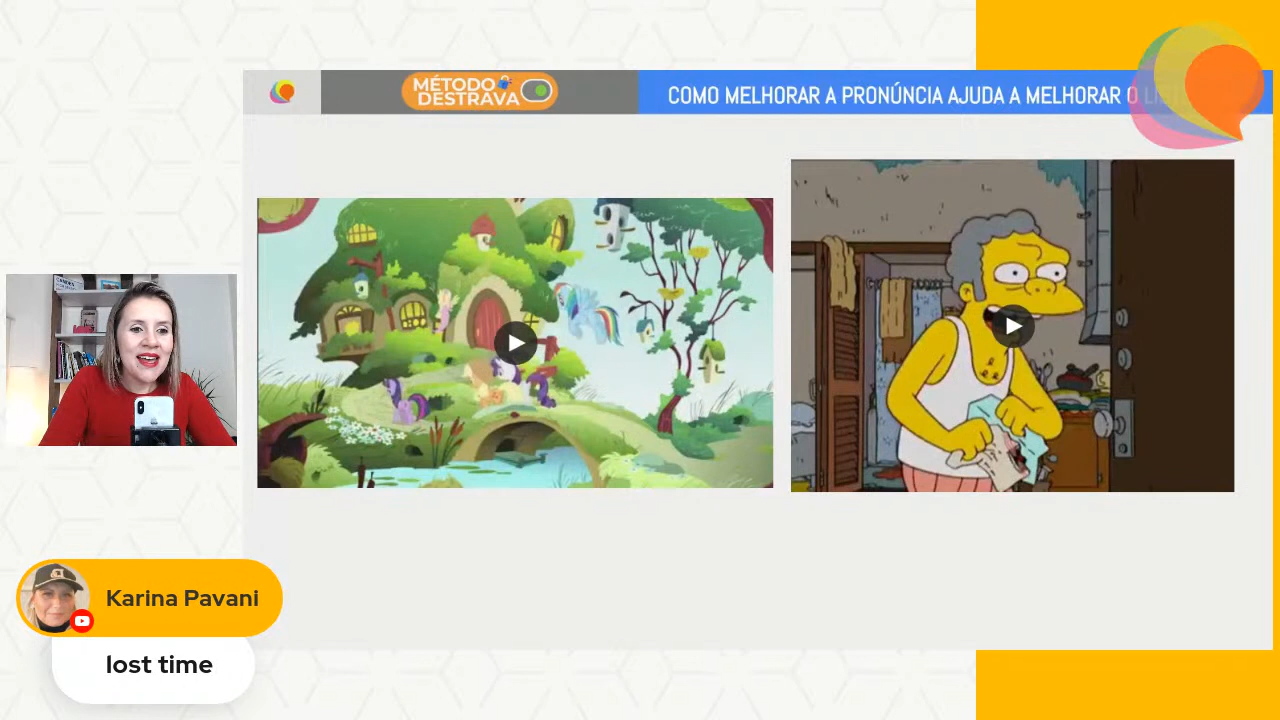 MÉTODO
DESTRAVA
COMO MELHORAR A PRONÚNCIA AJUDA A MELHORAR O
Karina Pavani
lost time